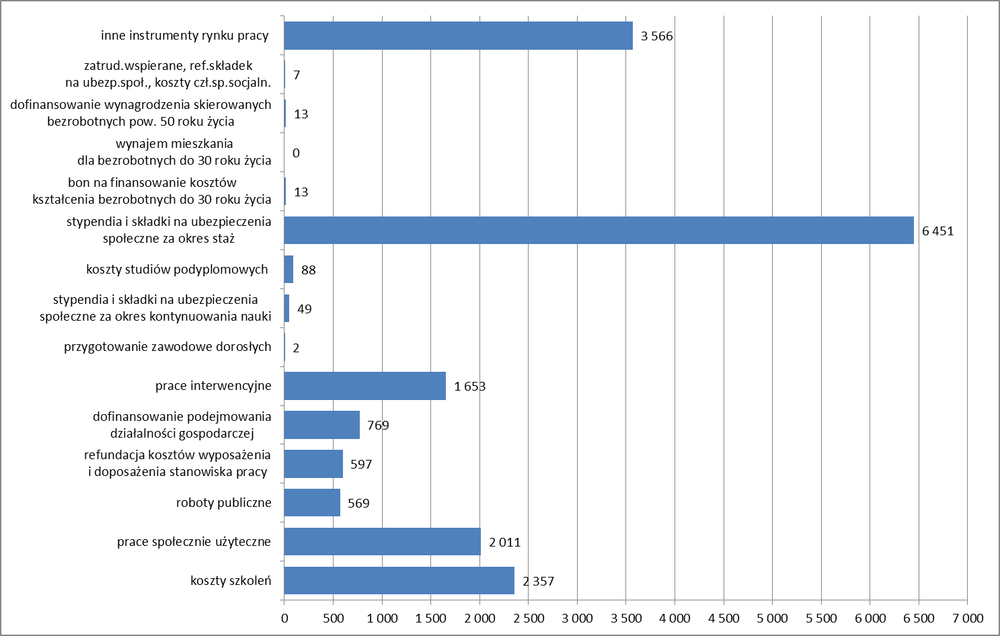 inne instrumenty rynku pracy
3 566
zatrud.wspierane, ref.składek
na ubezp.społ., koszty czł.sp.socjaln.
7
dofinansowanie wynagrodzenia skierowanych
bezrobotnych pow. 50 roku życia
13
wynajem mieszkania
dla bezrobotnych do 30 roku życia
0
bon na finansowanie kosztów
kształcenia bezrobotnych do 30 roku życia
13
stypendia i składki na ubezpieczenia
społeczne za okres staż
6 451
koszty studiów podyplomowych
88
stypendia i składki na ubezpieczenia
społeczne za okres kontynuowania nauki
49
przygotowanie zawodowe dorosłych
2
prace interwencyjne
1 653
dofinansowanie podejmowania
działalności gospodarczej
769
refundacja kosztów wyposażenia
i doposażenia stanowiska pracy
597
roboty publiczne
569
prace społecznie użyteczne
2 011
koszty szkoleń
2 357
0 500 1 000 1 500 2 000 2 500 3 000 3 500 4 000 4 500 5 000 5 500 6 000 6 500 7 000